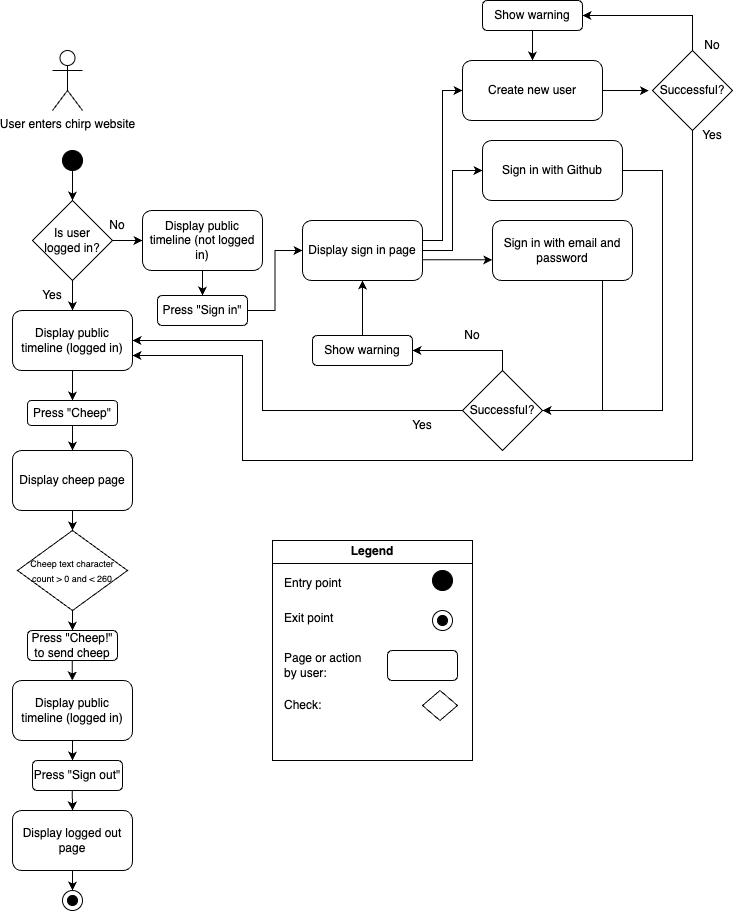 Show warning
No
Create new user
Successful?
User enters chirp website
Yes
Sign in with Github
No
Display public
timeline (not logged
in)
Is user
logged in?
Display sign in page
Sign in with email and
password
Yes
Press "Sign in"
Display public
timeline (logged in)
No
Show warning
Press "Cheep"
Successful?
Yes
Display cheep page
Cheep text character
count > 0 and < 260
Press "Cheep!"
to send cheep
Display public
timeline (logged in)
Press "Sign out"
Display logged out
page
Legend
Entry point
Exit point
Page or action
by user:
Check: